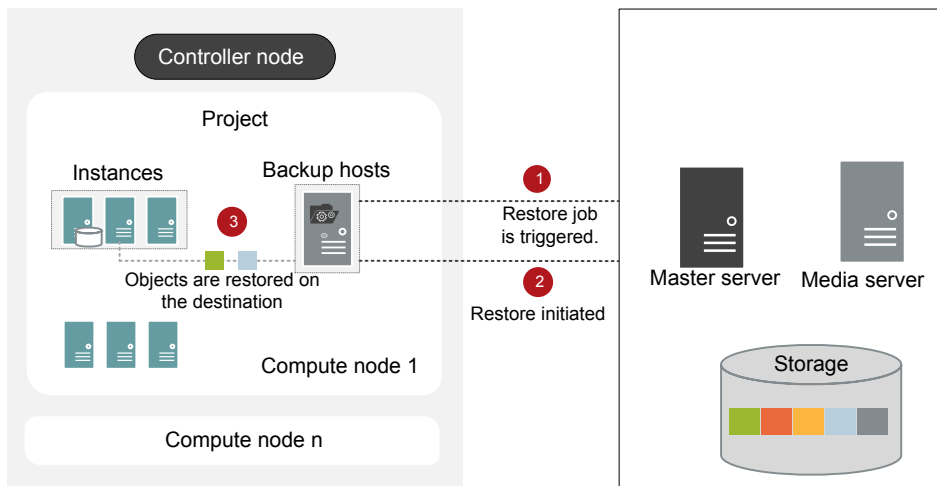 Controller node
Project
Instances
Backup hosts
3
Objects are restored on
the destination
Compute node 1
Compute node n
1
Restore job
is triggered.
2
Restore initiated
Master server
Media server
Storage